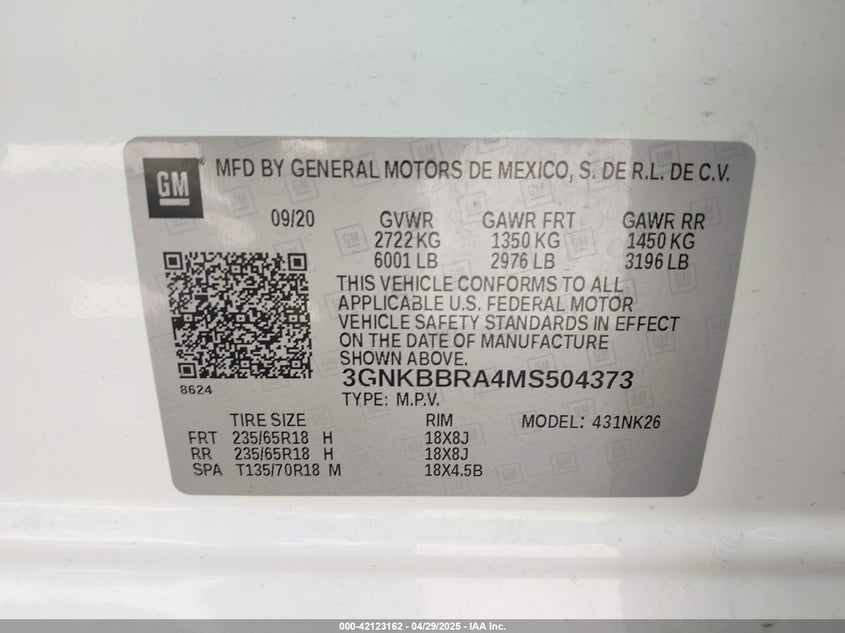 GM
MFD BY GENERAL MOTORS DE MEXICO, S. DE R.L. DE C.V.
09/20 GVWR GAWR FRT GAWR RR
2722 KG 1350 KG 1450 KG
6001 LB 2976 LB 3196 LB
THIS VEHICLE CONFORMS TO ALL
APPLICABLE U.S. FEDERAL MOTOR
VEHICLE SAFETY STANDARDS IN EFFECT
ON THE DATE OF MANUFACTURE
SHOWN ABOVE.
8624
3GNKBBRA4MS504373
TYPE: M.P.V.
TIRE SIZE RIM MODEL: 431NK26
FRT 235/65R18 H 18X8J
RR 235/65R18 H 18X8J
SPA T135/70R18 M 18X4.5B
000-42123162 - 04/29/2025 - IAA Inc.